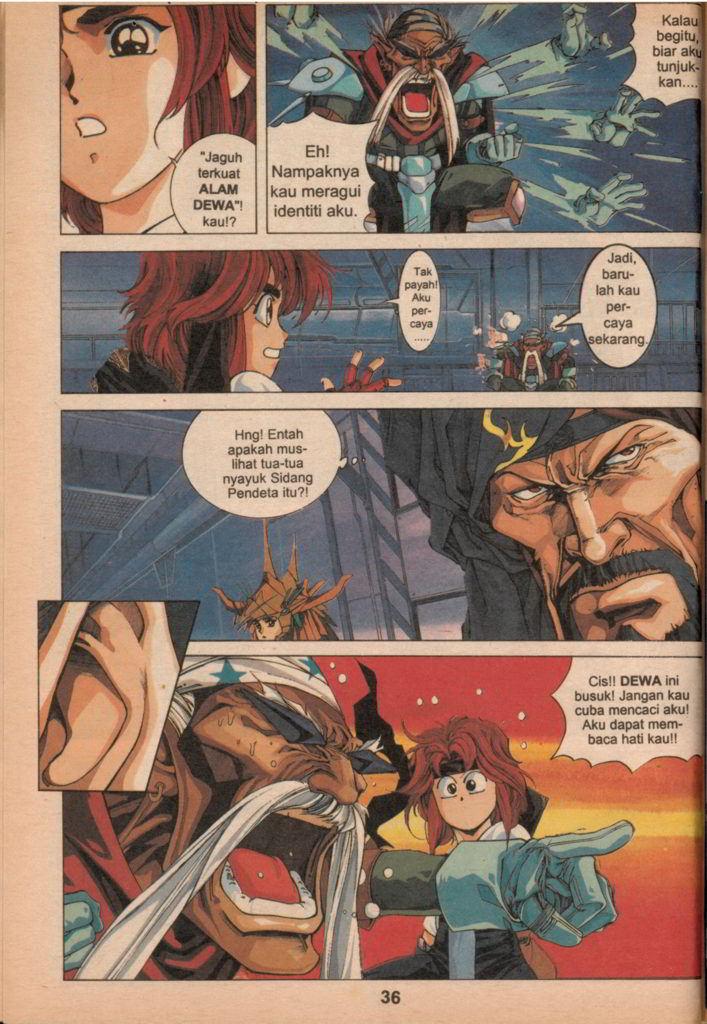 "Jaguh
terkuat
ALAM
DEWA"!
kau!?
Eh!
Nampaknya
kau meragui
identiti aku.
Kalau
begitu,
biar aku
tunjuk-
kan....
Tak
payah!
Aku
per-
caya
.....
Jadi,
baru-
lah kau
per-
caya
sekarang.
Hng! Entah
apakah mus-
lihat tua-tua
nyayuk Sidang
Pendeta itu?!
Cis!! DEWA ini
busuk! Jangan kau
cuba mencaci aku!
Aku dapat mem-
baca hati kau!!
36